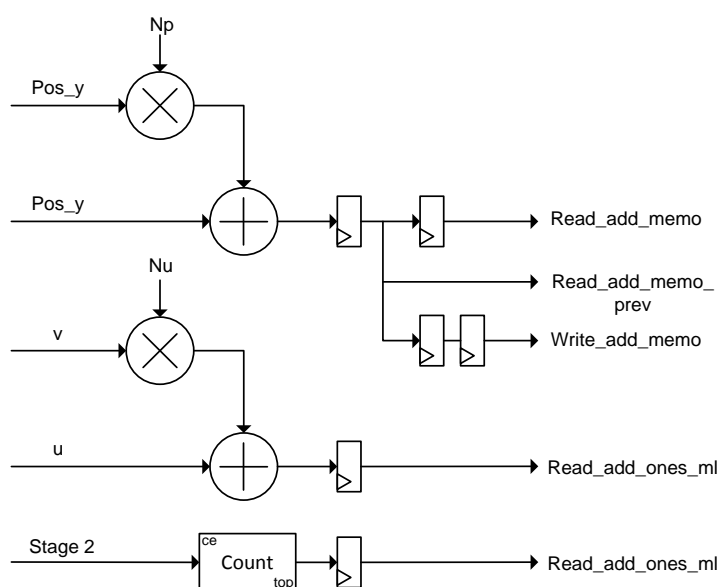 Np
Pos_y
Pos_y
Read_add_memo
Nu
Read_add_memo_
prev
v
Write_add_memo
u
Read_add_ones_ml
Stage 2
ce
Count
top
Read_add_ones_ml